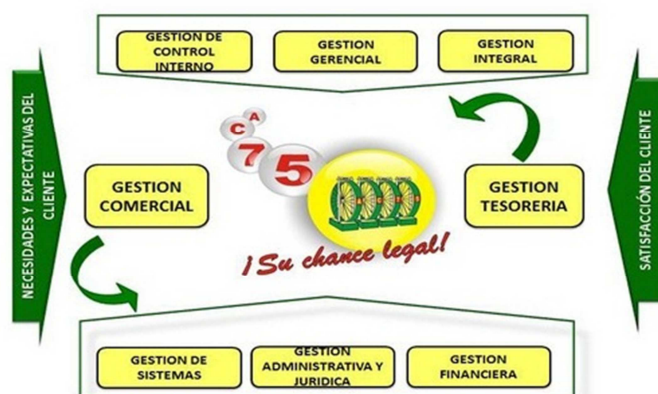 GESTION DE
CONTROL
INTERNO
GESTION
GERENCIAL
GESTION
INTEGRAL
NECESIDADES Y EXPECTATIVAS DEL
CLIENTE
A
C
7
5
GESTION
COMERCIAL
GESTION
TESORERIA
SATISFACCIÓN DEL CLIENTE
¡Su chance legal!
GESTION DE
SISTEMAS
GESTION
ADMINISTRATIVA Y
JURIDICA
GESTION
FINANCIERA